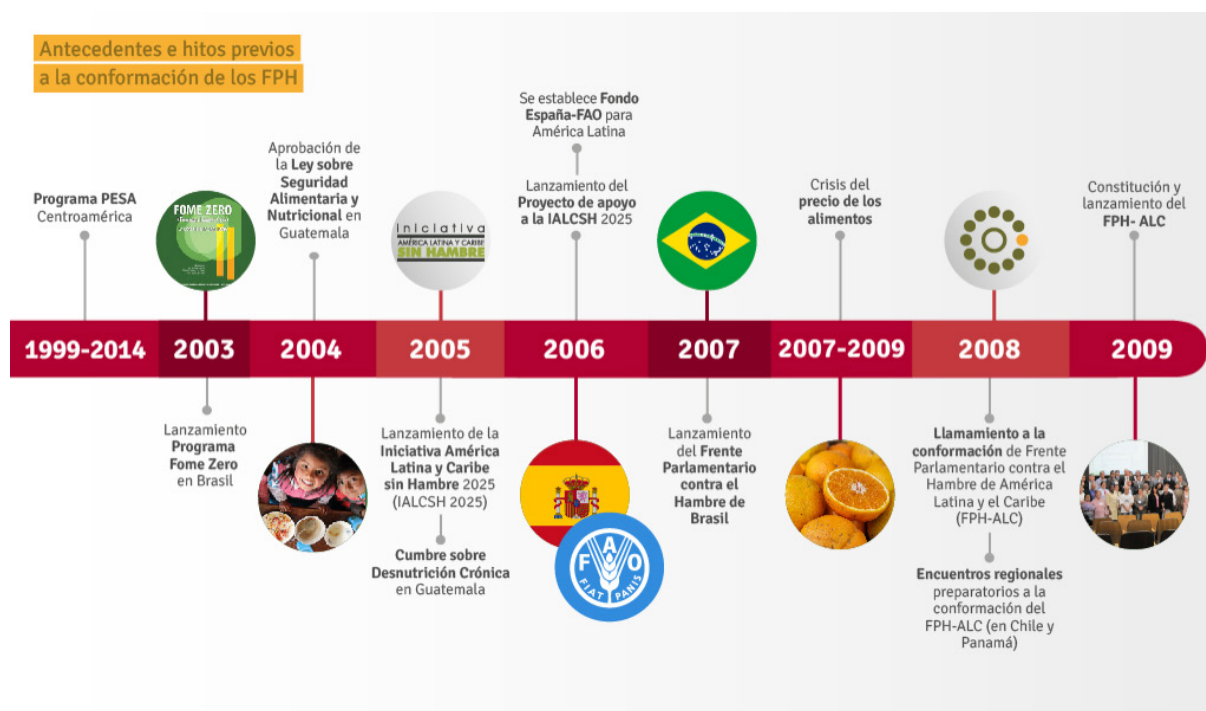 Antecedentes e hitos previos
a la conformación de los FPH
Programa PESA
Centroamérica
1999-2014
FOME ZERO
2003
Lanzamiento
Programa
Fome Zero
en Brasil
Aprobación de
la Ley sobre
Seguridad
Alimentaria y
Nutricional en
Guatemala
2004
Iniciativa
AMÉRICA LATINA Y CARIBE
SIN HAMBRE
2005
Lanzamiento de la
Iniciativa América
Latina y Caribe
sin Hambre 2025
(IALCSH 2025)
Cumbre sobre
Desnutrición Crónica
en Guatemala
Se establece Fondo
España-FAO para
América Latina
Lanzamiento del
Proyecto de apoyo
a la IALCSH 2025
2006
FAO
FIAT PANIS
2007
Lanzamiento
del Frente
Parlamentario
contra el
Hambre de
Brasil
Crisis del
precio de los
alimentos
2007-2009
2008
Llamamiento a la
conformación de Frente
Parlamentario contra el
Hambre de América
Latina y el Caribe
(FPH-ALC)
Encuentros regionales
preparatorios a la
conformación del
FPH-ALC (en Chile y
Panamá)
Constitución y
lanzamiento del
FPH- ALC
2009